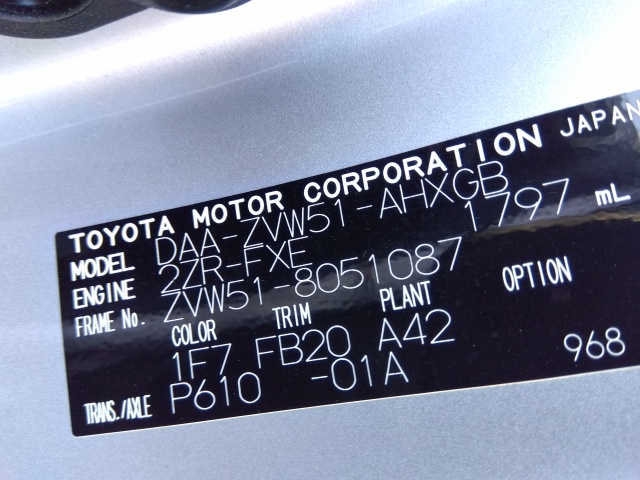 TOYOTA MOTOR CORPORATION JAPAN
MODEL DAA-ZVW51-AHXGB
ENGINE 2ZR-FXE 1797 mL
FRAME No. ZVW51-8051087
COLOR TRIM PLANT OPTION
1F7 FB20 A42
TRANS./AXLE P610 -01A 968